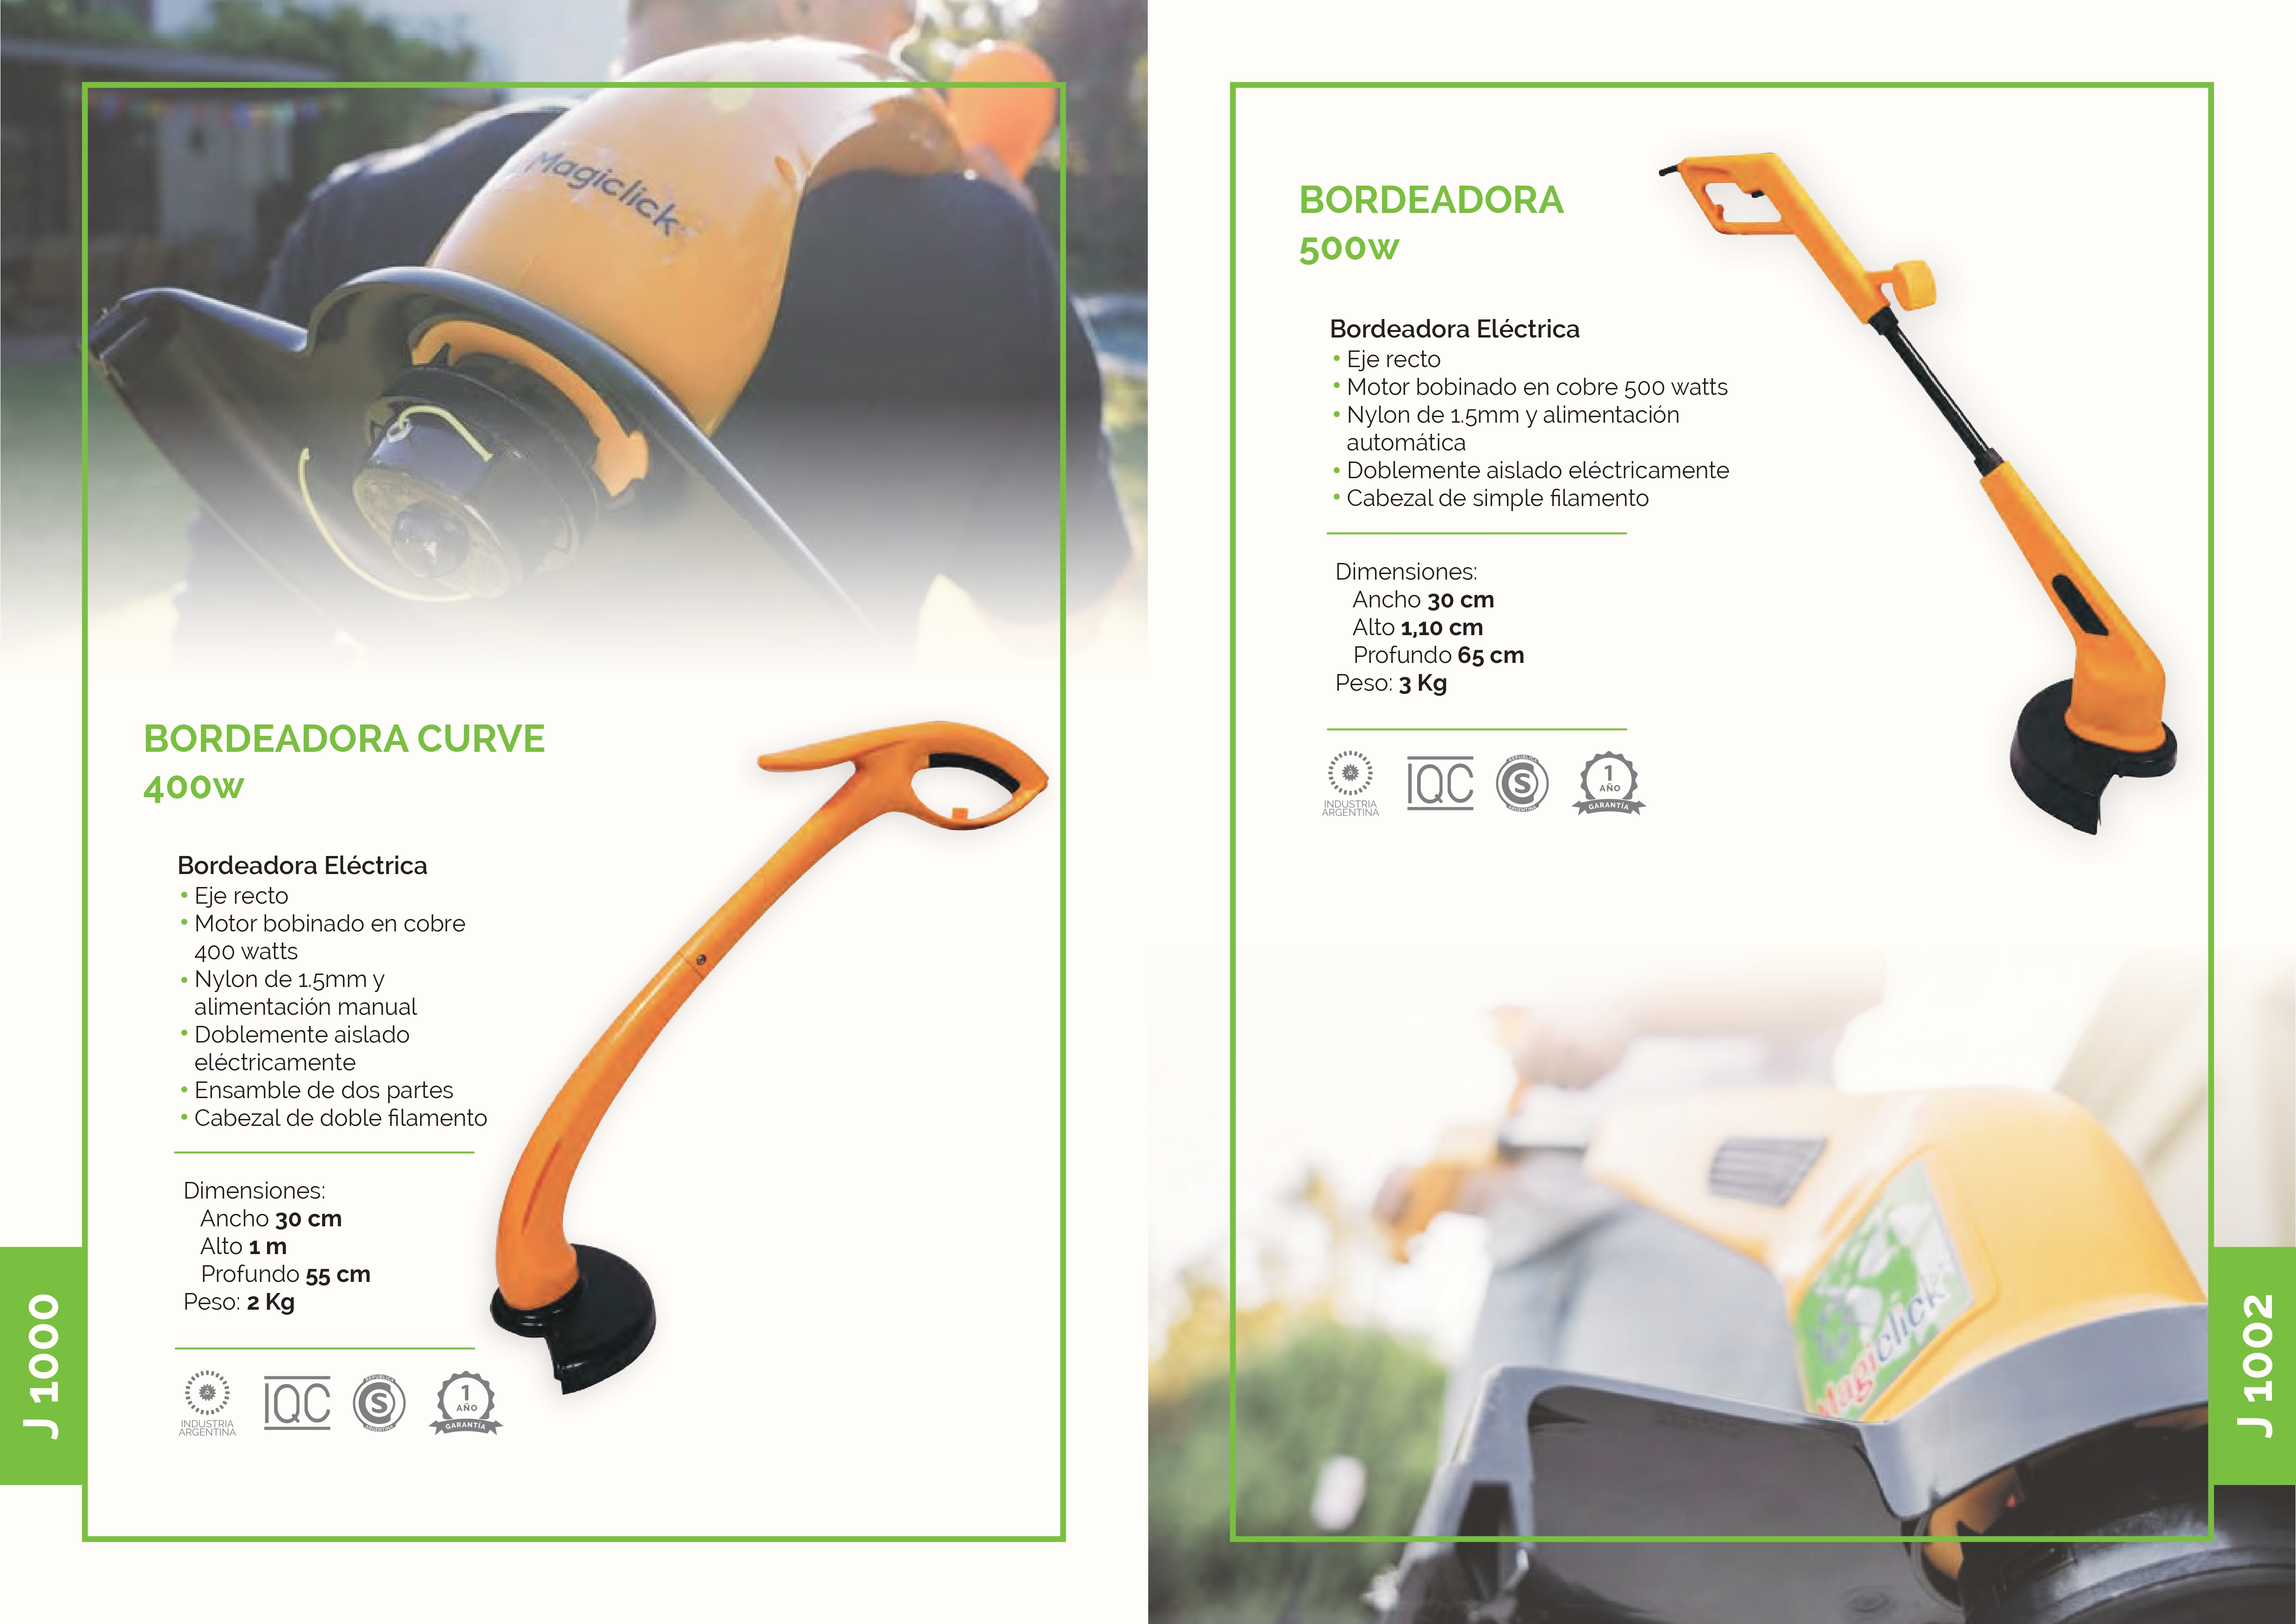 Magiclick
BORDEADORA CURVE
400w
Bordeadora Eléctrica
• Eje recto
• Motor bobinado en cobre
400 watts
• Nylon de 1.5mm y
alimentación manual
• Doblemente aislado
eléctricamente
• Ensamble de dos partes
• Cabezal de doble filamento
Dimensiones:
Ancho 30 cm
Alto 1 m
Profundo 55 cm
Peso: 2 Kg
INDUSTRIA
ARGENTINA
IQC
REPUBLICA
S
ARGENTINA
1
AÑO
GARANTÍA
J 1000
BORDEADORA
500w
Bordeadora Eléctrica
• Eje recto
• Motor bobinado en cobre 500 watts
• Nylon de 1.5mm y alimentación
automática
• Doblemente aislado eléctricamente
• Cabezal de simple filamento
Dimensiones:
Ancho 30 cm
Alto 1,10 cm
Profundo 65 cm
Peso: 3 Kg
INDUSTRIA
ARGENTINA
IQC
REPUBLICA
S
ARGENTINA
1
AÑO
GARANTÍA
Magiclick
J 1002